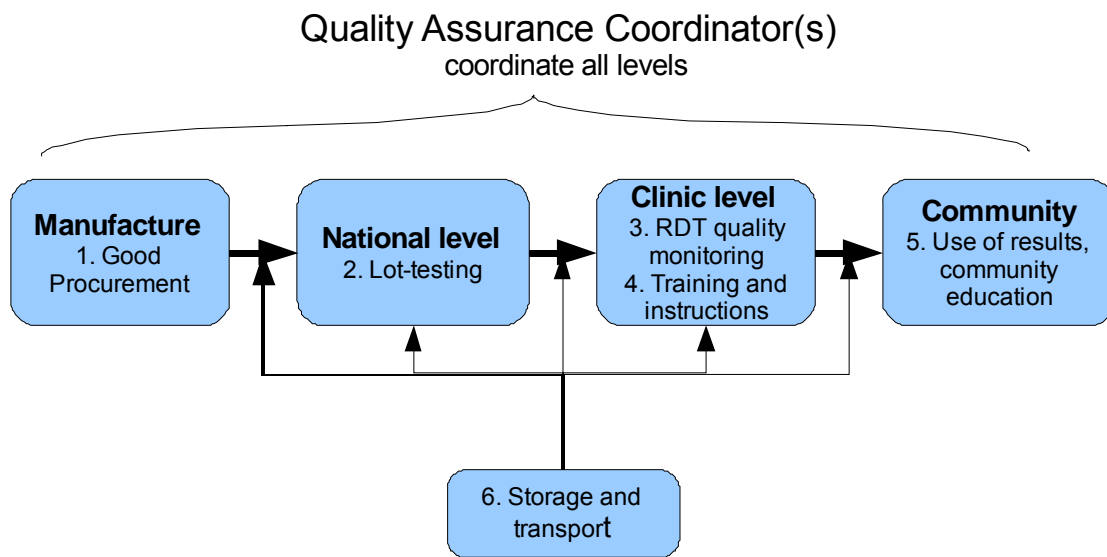 Quality Assurance Coordinator(s)
coordinate all levels
Manufacture
1. Good
Procurement
National level
2. Lot-testing
Clinic level
3. RDT quality
monitoring
4. Training and
instructions
Community
5. Use of results,
community
education
6. Storage and
transport